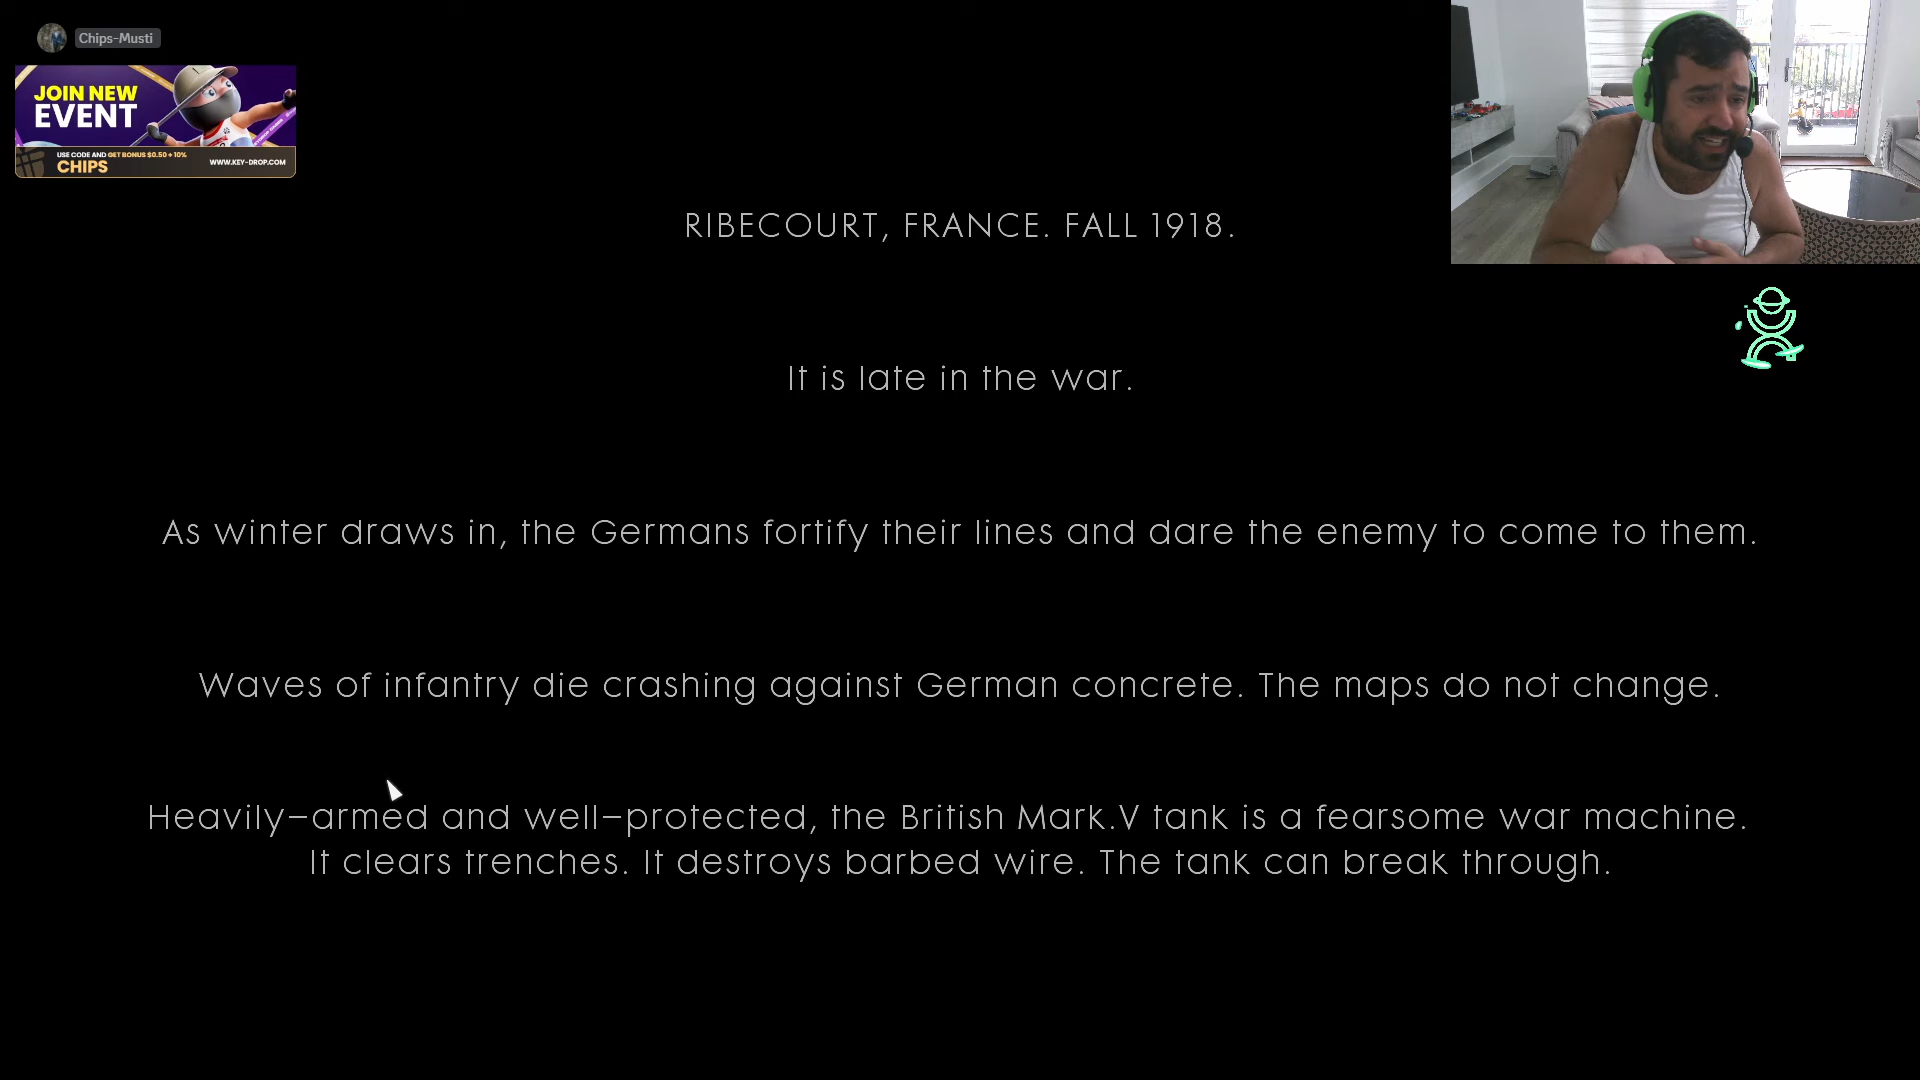 Chips-Musti
JOIN NEW
EVENT
USE CODE AND GET BONUS $0.50 + 10%
CHIPS
WWW.KEY-DROP.COM
RIBECOURT, FRANCE. FALL 1918.
It is late in the war.
As winter draws in, the Germans fortify their lines and dare the enemy to come to them.
Waves of infantry die crashing against German concrete. The maps do not change.
Heavily-armed and well-protected, the British Mark.V tank is a fearsome war machine.
It clears trenches. It destroys barbed wire. The tank can break through.